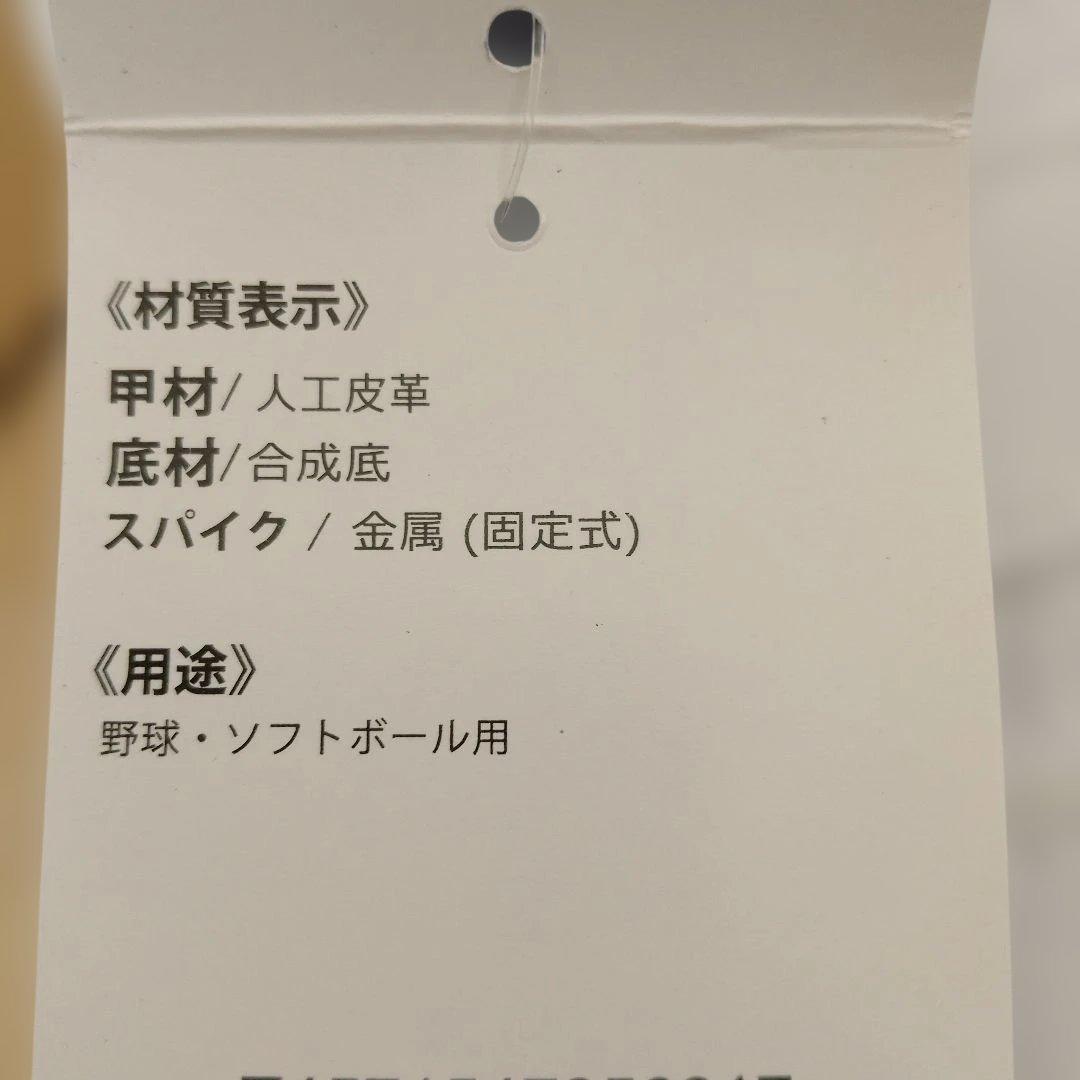 《材質表示》
甲材/ 人工皮革
底材/合成底
スパイク / 金属 (固定式)
《用途》
野球・ソフトボール用